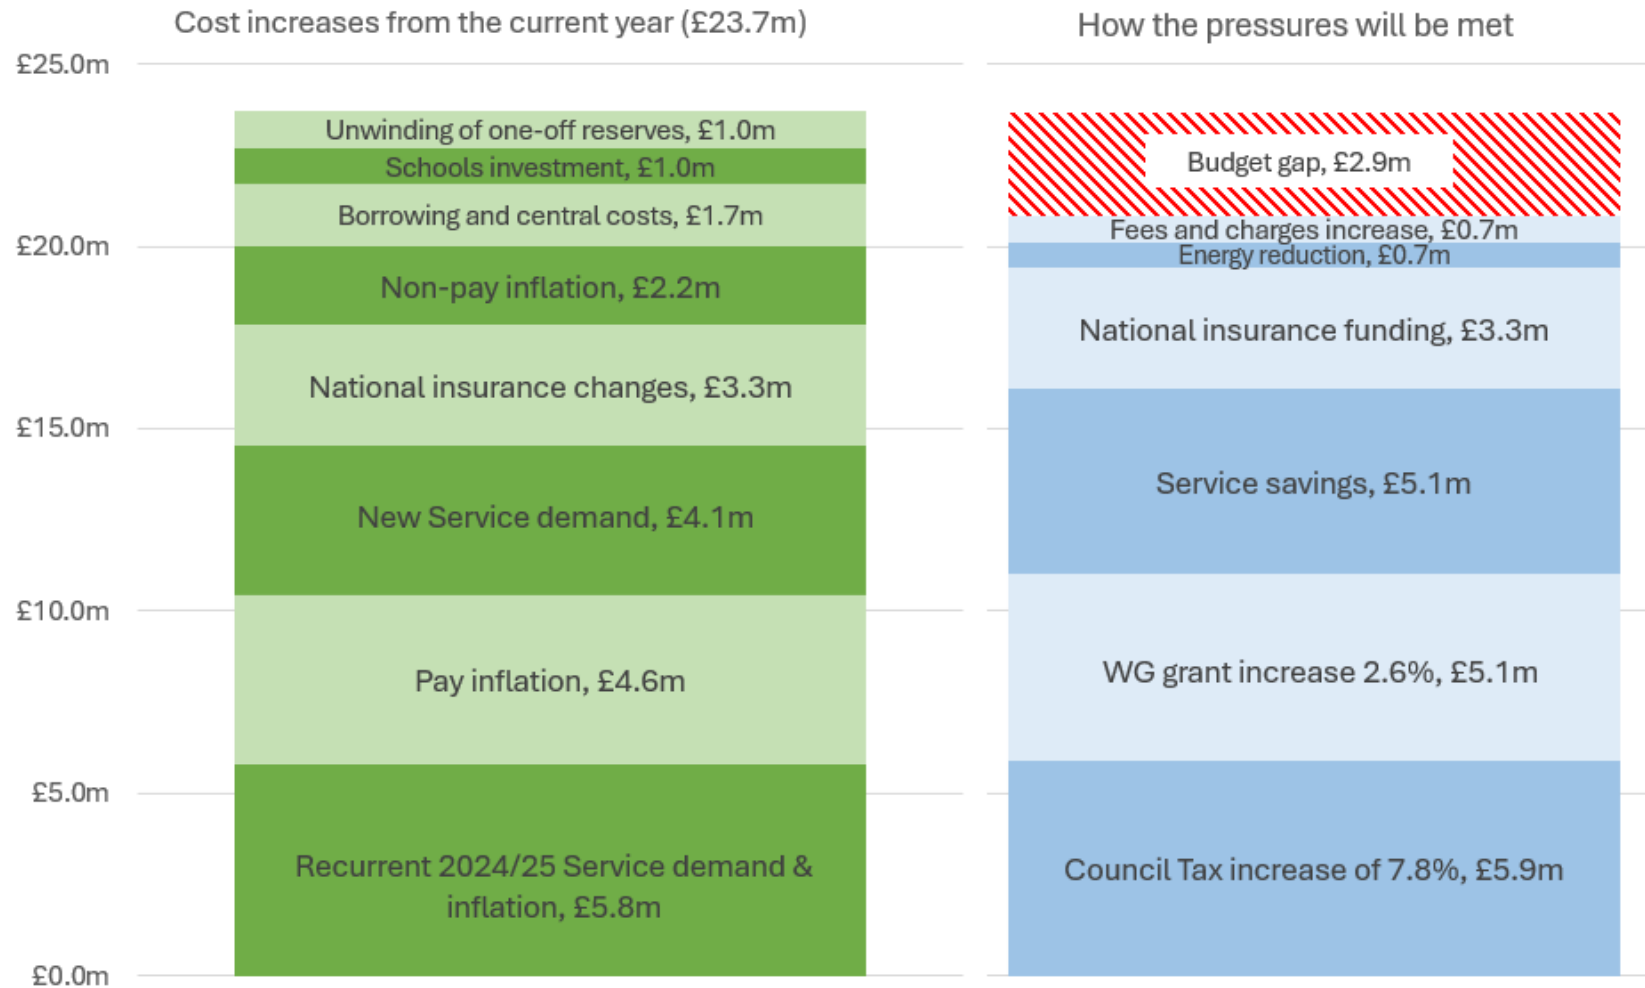 Cost increases from the current year (£23.7m)
How the pressures will be met
£25.0m
£20.0m
£15.0m
£10.0m
£5.0m
£0.0m
Unwinding of one-off reserves, £1.0m
Schools investment, £1.0m
Borrowing and central costs, £1.7m
Non-pay inflation, £2.2m
National insurance changes, £3.3m
New Service demand, £4.1m
Pay inflation, £4.6m
Recurrent 2024/25 Service demand &
inflation, £5.8m
Budget gap, £2.9m
Fees and charges increase, £0.7m
Energy reduction, £0.7m
National insurance funding, £3.3m
Service savings, £5.1m
WG grant increase 2.6%, £5.1m
Council Tax increase of 7.8%, £5.9m